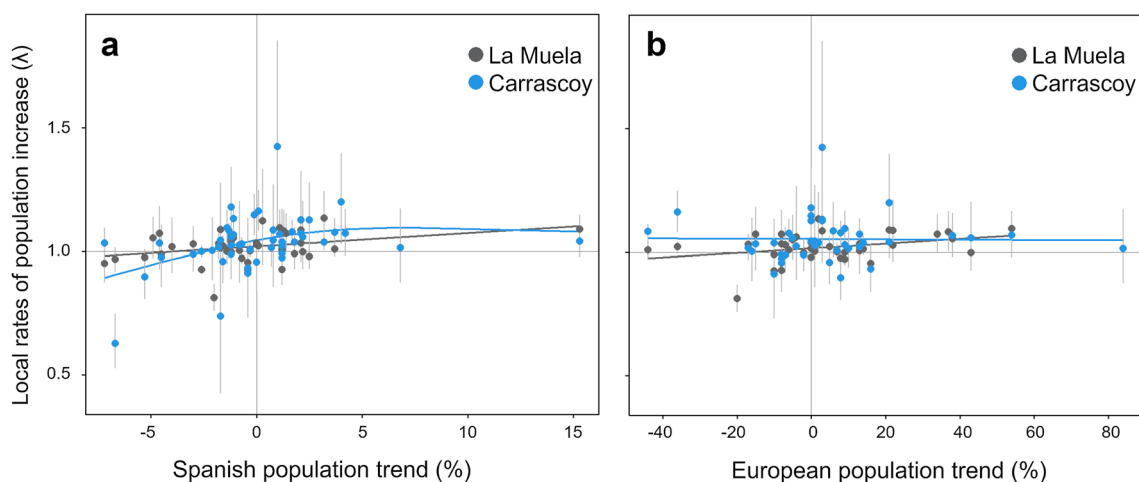 Local rates of population increase (λ)
a
La Muela
Carrascoy
1.5
1.0
0.5
-5
0
5
10
15
Spanish population trend (%)
b
La Muela
Carrascoy
-40
-20
0
20
40
60
80
European population trend (%)